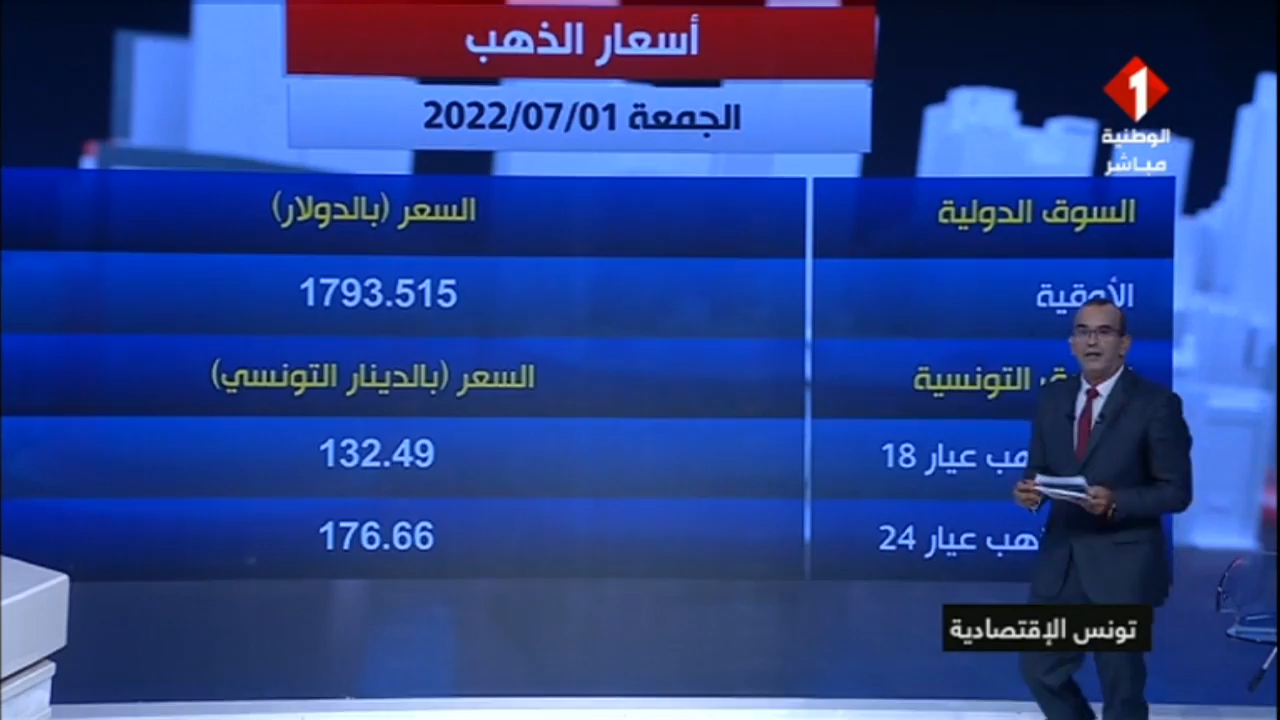 أسعار الذهب
الجمعة 2022/07/01
1
الوطنية
مباشر
السوق الدولية السعر (بالدولار)
الأوقية 1793.515
التونسية السعر (بالدينار التونسي)
عيار 18 132.49
عيار 24 176.66
تونس الإقتصادية